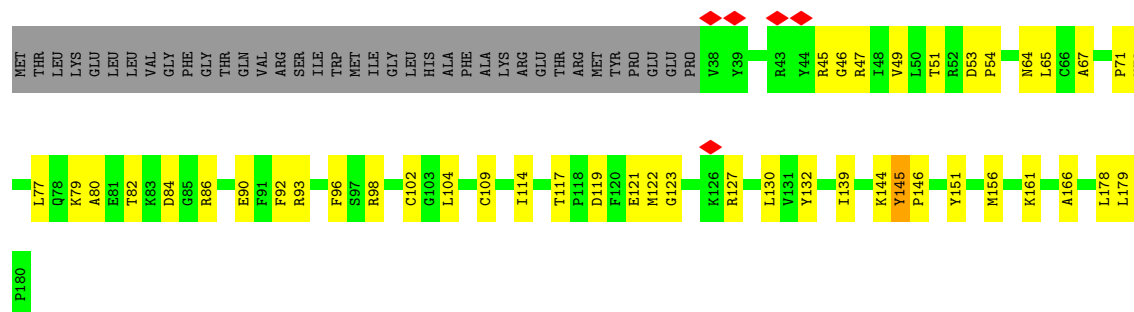 MET THR LEU LYS GLU LEU LEU VAL GLY PHE GLY THR GLN VAL ARG SER ILE TRP MET ILE GLY LEU HIS ALA PHE ALA LYS ARG GLU THR ARG MET TYR PRO GLU GLU PRO V38 Y39 R43 Y44 R45 G46 R47 I48 V49 L50 T51 R52 D53 P54 N64 L65 C66 A67 P71
L77 Q78 K79 A80 E81 T82 K83 D84 G85 R86 E90 F91 F92 R93 F96 S97 R98 C102 G103 L104 C109 I114 T117 P118 D119 F120 E121 M122 G123 K126 R127 L130 V131 Y132 I139 K144 Y145 P146 Y151 M156 K161 A166 L178 L179
P180